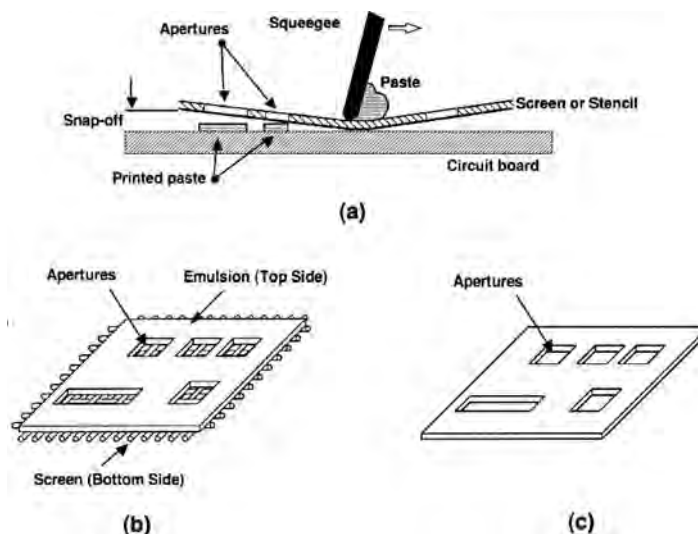 Squeegee
Apertures
Paste
Screen or Stencil
Snap-off
Circuit board
Printed paste
(a)
Apertures
Emulsion (Top Side)
Apertures
Screen (Bottom Side)
(b)
(c)